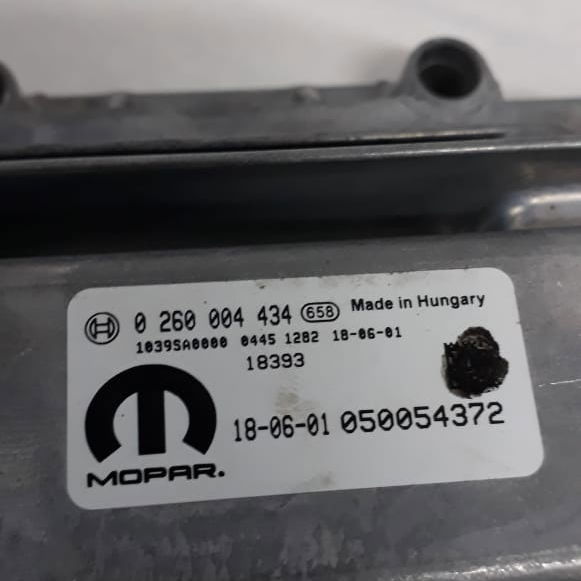 0 260 004 434 658 Made in Hungary
1039SA0000 0445 1282 18-06-01
18393
18-06-01 050054372
MOPAR.